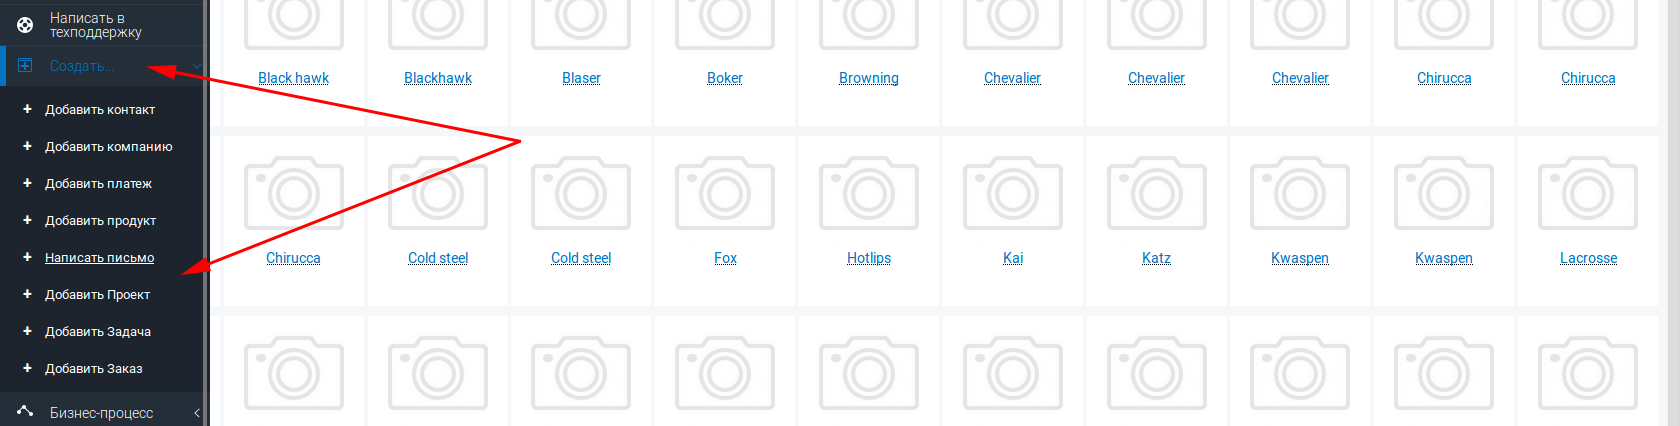 Написать в
техподдержку
Создать...
+ Добавить контакт
+ Добавить компанию
+ Добавить платеж
+ Добавить продукт
+ Написать письмо
+ Добавить Проект
+ Добавить Задача
+ Добавить Заказ
Бизнес-процесс
Black hawk Blackhawk Blaser Boker Browning Chevalier Chevalier Chevalier Chirucca Chirucca
Chirucca Cold steel Cold steel Fox Hotlips Kai Katz Kwaspen Kwaspen Lacrosse